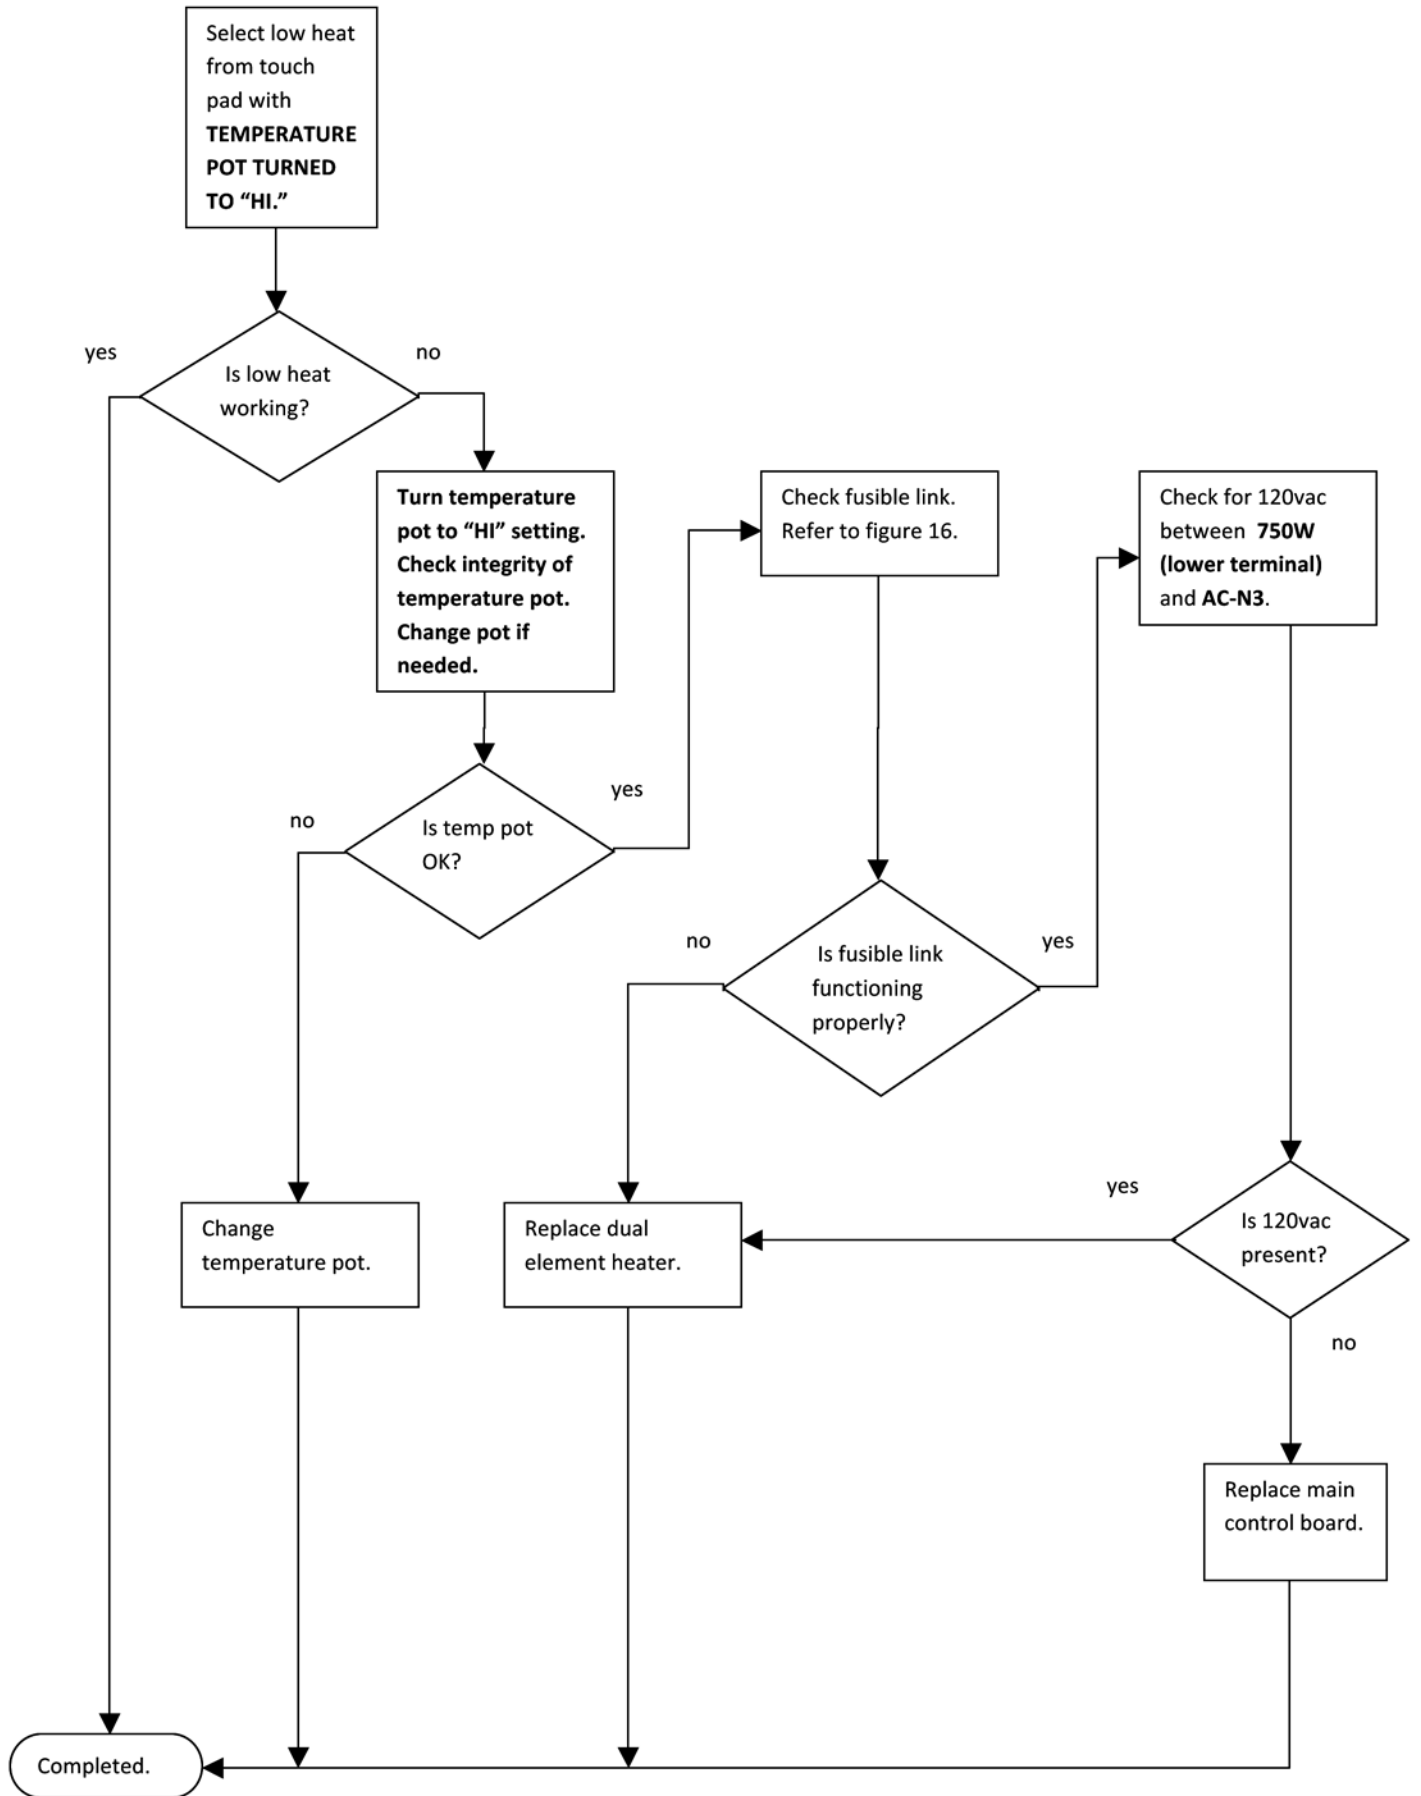 Select low heat
from touch
pad with
TEMPERATURE
POT TURNED
TO “HI.”
yes
no
Is low heat
working?
Turn temperature
pot to “HI” setting.
Check integrity of
temperature pot.
Change pot if
needed.
Check fusible link.
Refer to figure 16.
Check for 120vac
between 750W
(lower terminal)
and AC-N3.
no
yes
Is temp pot
OK?
no
yes
Is fusible link
functioning
properly?
Change
temperature pot.
Replace dual
element heater.
yes
Is 120vac
present?
no
Replace main
control board.
Completed.